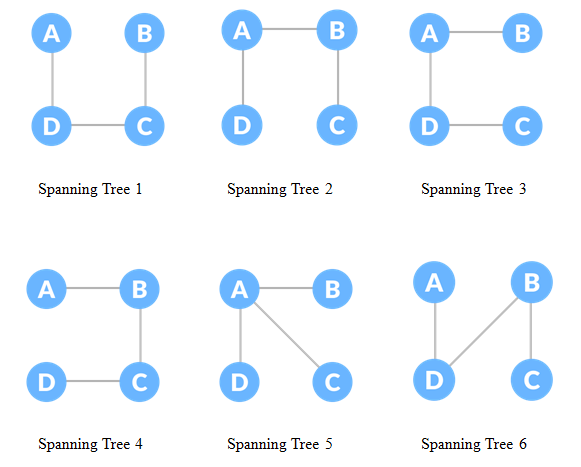 A B A B A B
D C D C D C
Spanning Tree 1 Spanning Tree 2 Spanning Tree 3
A B A B A B
D C D C D C
Spanning Tree 4 Spanning Tree 5 Spanning Tree 6